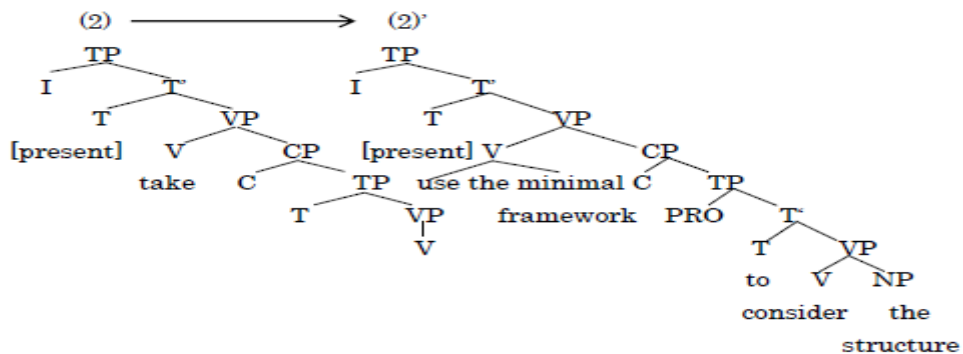 (2) (2)'
TP TP
I T' I T'
T VP T VP
[present] V CP [present] V CP
take C TP use the minimal C TP
T VP framework PRO T'
V T VP
to V NP
consider the
structure